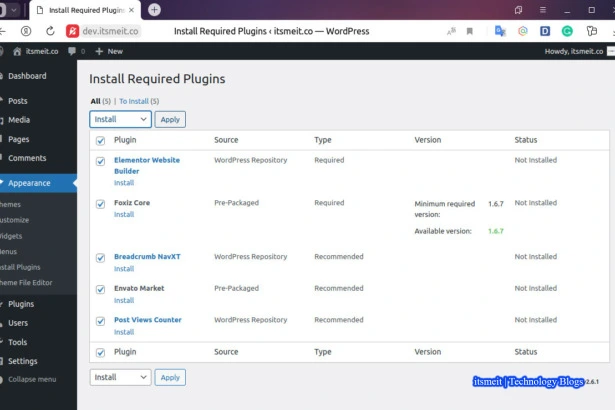 Install Required Plugins
dev.itsmeit.co
Install Required Plugins ‹ itsmeit.co — WordPress
itsmeit.co 0 + New
Howdy, itsmeit.co
Dashboard
Posts
Media
Pages
Comments
Appearance
hemes
ustomize
idgets
enus
nstall Plugins
heme File Editor
Plugins
Users
Tools
Settings
Collapse menu
Install Required Plugins
All (5) | To Install (5)
Install Apply
Plugin Source Type Version Status
Elementor Website Builder WordPress Repository Required Not Installed
Install
Foxiz Core Pre-Packaged Required Minimum required version: 1.6.7 Not Installed
Install
Available version: 1.6.7
Breadcrumb NavXT WordPress Repository Recommended Not Installed
Install
Envato Market Pre-Packaged Recommended Not Installed
Install
Post Views Counter WordPress Repository Recommended Not Installed
Install
Plugin Source Type Version Status
Install Apply
itsmeit | Technology Blogs
2.6.1